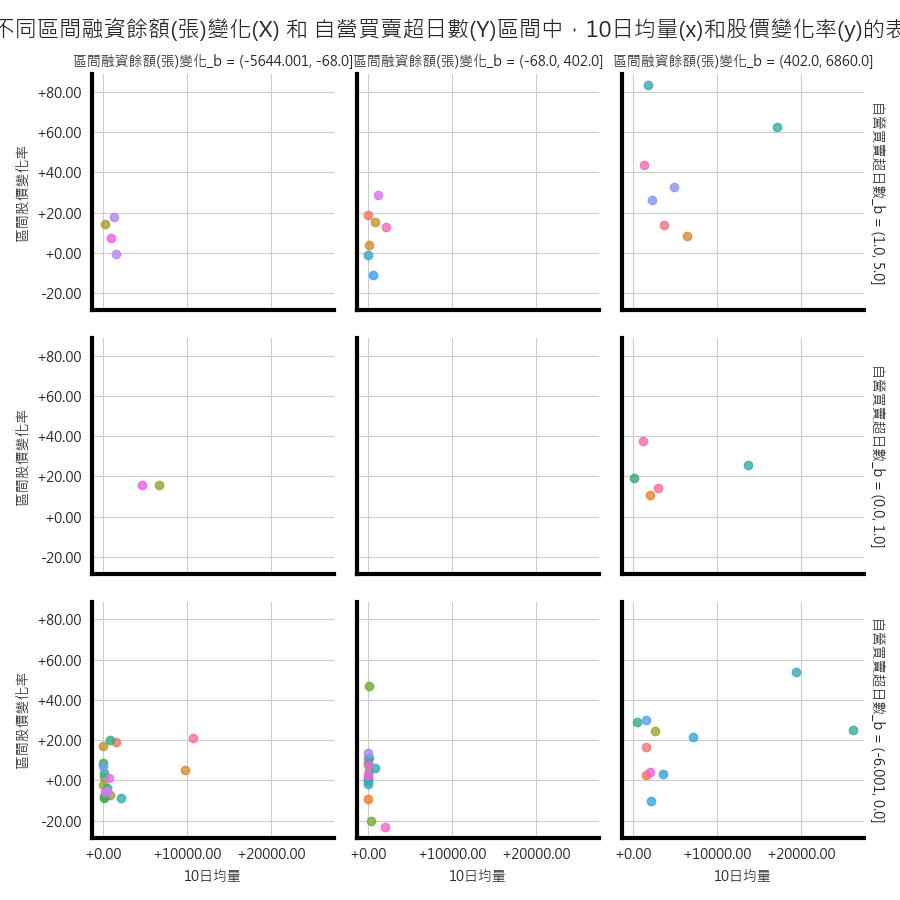 不同區間融資餘額(張)變化(X) 和 自營買賣超日數(Y)區間中，10日均量(x)和股價變化率(y)的表
區間融資餘額(張)變化_b = (-5644.001, -68.0]
區間融資餘額(張)變化_b = (-68.0, 402.0]
區間融資餘額(張)變化_b = (402.0, 6860.0]
區間股價變化率
+80.00
+60.00
+40.00
+20.00
+0.00
-20.00
自營買賣超日數_b = (1.0, 5.0]
區間股價變化率
+80.00
+60.00
+40.00
+20.00
+0.00
-20.00
自營買賣超日數_b = (0.0, 1.0]
區間股價變化率
+80.00
+60.00
+40.00
+20.00
+0.00
-20.00
自營買賣超日數_b = (-6.001, 0.0]
+0.00 +10000.00 +20000.00
+0.00 +10000.00 +20000.00
+0.00 +10000.00 +20000.00
10日均量
10日均量
10日均量